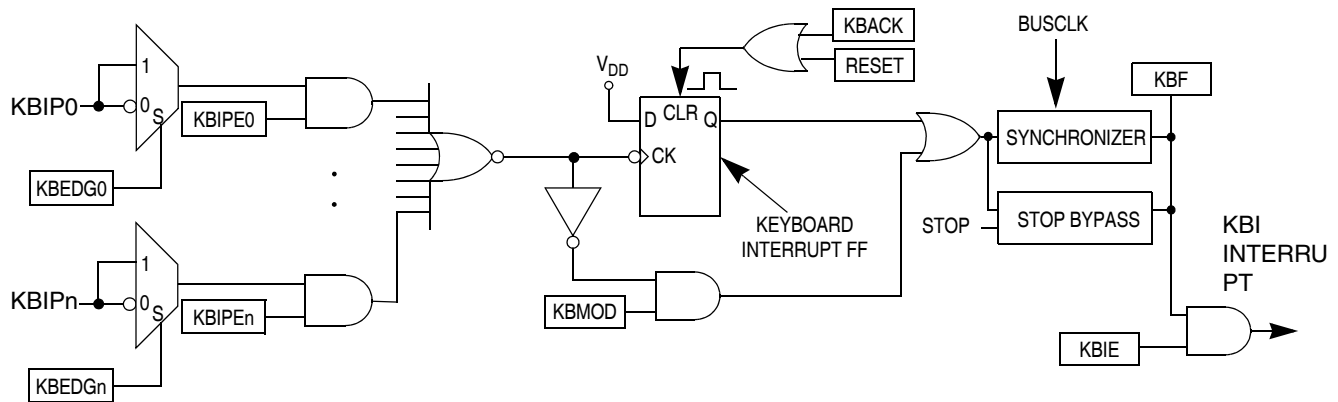 KBACK
RESET
BUSCLK
VDD
KBF
KBIP0
1
0
S
KBIPE0
KBEDG0
D
CLR
Q
CK
SYNCHRONIZER
KEYBOARD
INTERRUPT FF
STOP
STOP BYPASS
KBI
INTERRU
PT
KBIPn
1
0
S
KBIPEn
KBEDGn
KBMOD
KBIE